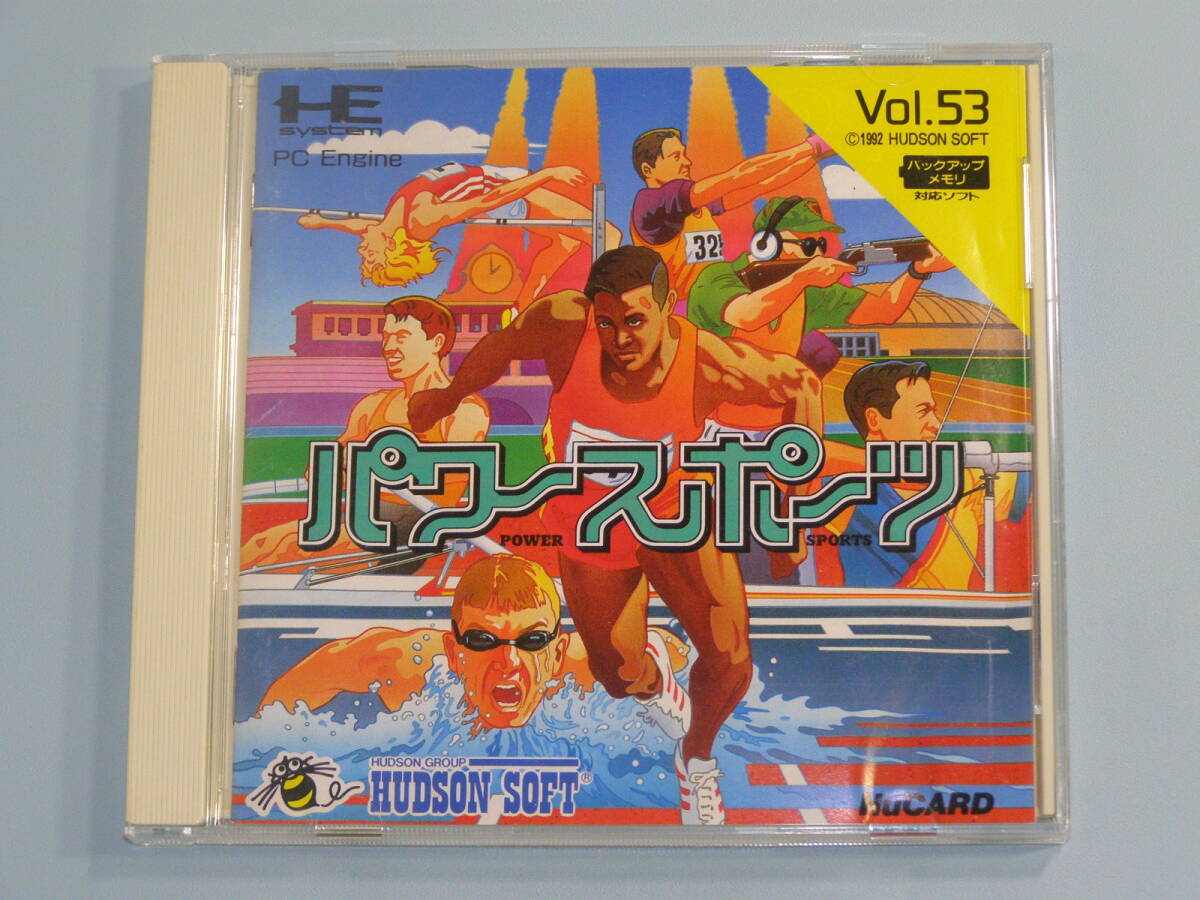 HE
system
PC Engine
Vol.53
©1992 HUDSON SOFT
バックアップ
メモリ
対応ソフト
325
パワースポーツ
POWER SPORTS
HUDSON GROUP
HUDSON SOFT®
HuCARD